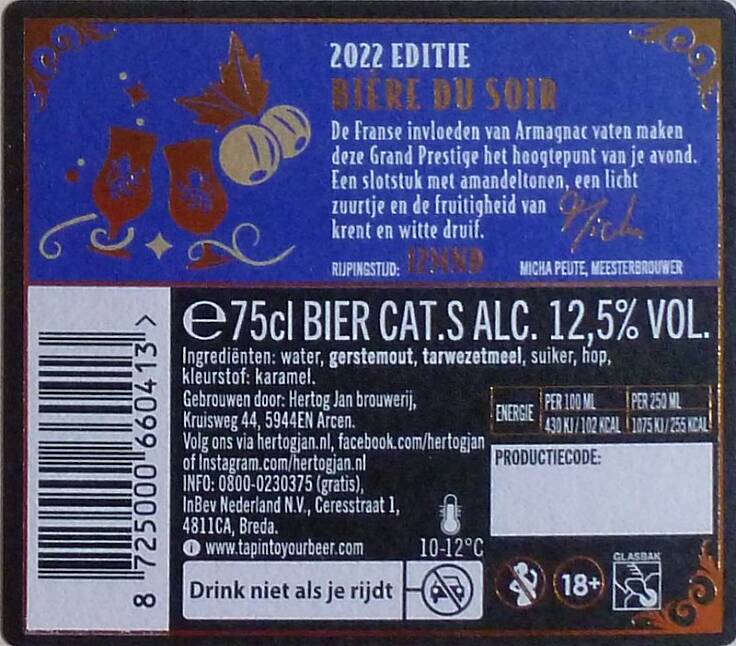 2022 EDITIE
BIÈRE DU SOIR
De Franse invloeden van Armagnac vaten maken
deze Grand Prestige het hoogtepunt van je avond.
Een slotstuk met amandeltonen, een licht
zuurtje en de fruitigheid van
krent en witte druif.
Micha
RIJPINGSTIJD: 12MND
MICHA PEUTE, MEESTERBROUWER
e75cl BIER CAT.S ALC. 12,5% VOL.
Ingrediënten: water, gerstemout, tarwezetmeel, suiker, hop,
kleurstof: karamel.
Gebrouwen door: Hertog Jan brouwerij,
Kruisweg 44, 5944EN Arcen.
Volg ons via hertogjan.nl, facebook.com/hertogjan
of Instagram.com/hertogjan.nl
INFO: 0800-0230375 (gratis),
InBev Nederland N.V., Ceresstraat 1,
4811CA, Breda.
i www.tapintoyourbeer.com
10-12°C
Drink niet als je rijdt
ENERGIE
PER 100 ML
PER 250 ML
430 KJ/102 KCAL
1075 KJ/255 KCAL
PRODUCTIECODE:
18+
GLASBAK
8 725000 660413 >